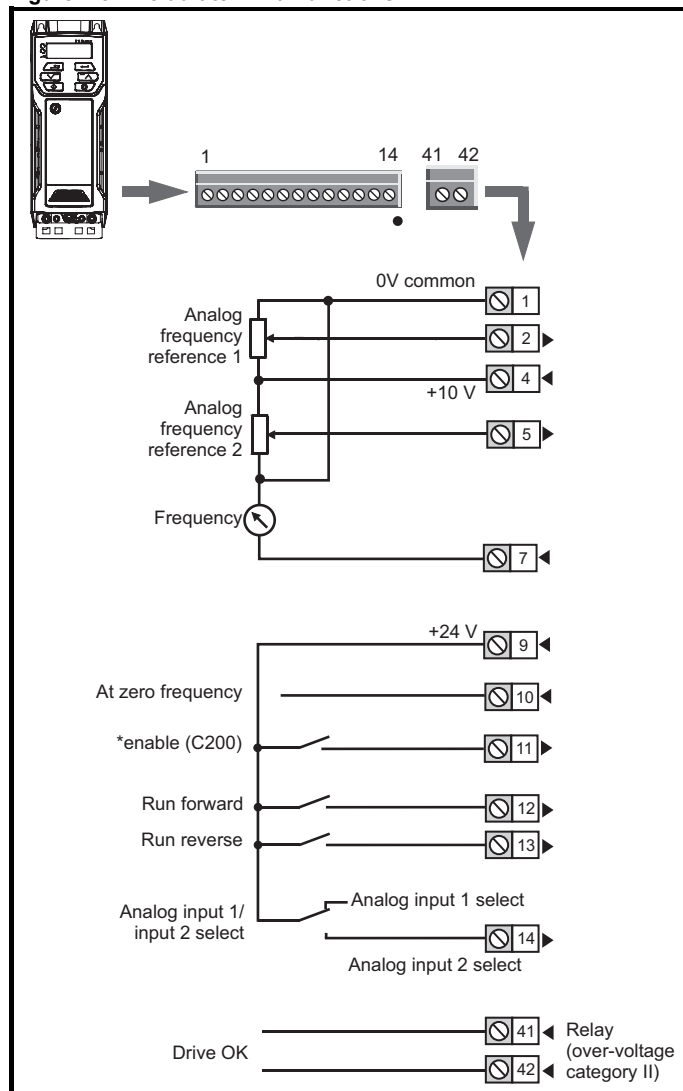 1 14 41 42
0V common
1
Analog
frequency
reference 1
2
4
+10 V
Analog
frequency
reference 2
5
Frequency
7
+24 V
9
At zero frequency
10
*enable (C200)
11
Run forward
12
Run reverse
13
Analog input 1/
input 2 select
Analog input 1 select
14
Analog input 2 select
Drive OK
41
42
Relay
(over-voltage
category II)